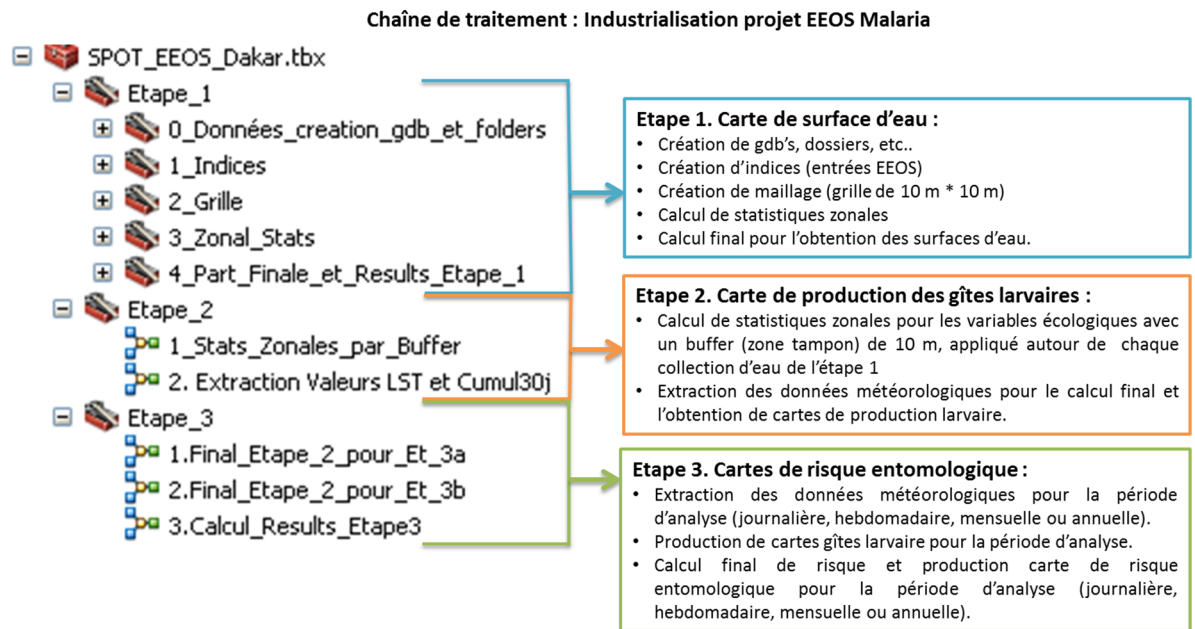 Chaîne de traitement : Industrialisation projet EEOS Malaria
SPOT_EEOS_Dakar.tbx
Etape_1
0_Données_creation_gdb_et_folders
1_Indices
2_Grille
3_Zonal_Stats
4_Part_Finale_et_Results_Etape_1
Etape_2
1_Stats_Zonales_par_Buffer
2. Extraction Valeurs LST et Cumul30j
Etape_3
1.Final_Etape_2_pour_Et_3a
2.Final_Etape_2_pour_Et_3b
3.Calcul_Results_Etape3
Etape 1. Carte de surface d’eau :
• Création de gdb’s, dossiers, etc..
• Création d’indices (entrées EEOS)
• Création de maillage (grille de 10 m * 10 m)
• Calcul de statistiques zonales
• Calcul final pour l’obtention des surfaces d’eau.
Etape 2. Carte de production des gîtes larvaires :
• Calcul de statistiques zonales pour les variables écologiques avec
un buffer (zone tampon) de 10 m, appliqué autour de chaque
collection d’eau de l’étape 1
• Extraction des données météorologiques pour le calcul final et
l’obtention de cartes de production larvaire.
Etape 3. Cartes de risque entomologique :
• Extraction des données météorologiques pour la période
d’analyse (journalière, hebdomadaire, mensuelle ou annuelle).
• Production de cartes gîtes larvaire pour la période d’analyse.
• Calcul final de risque et production carte de risque
entomologique pour la période d’analyse (journalière,
hebdomadaire, mensuelle ou annuelle).